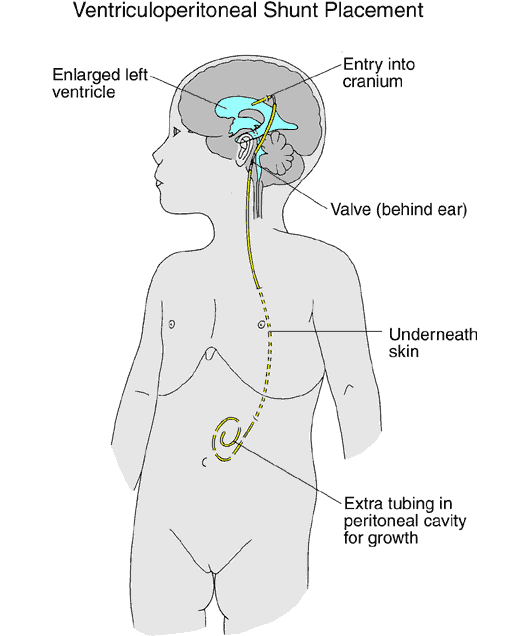 Ventriculoperitoneal Shunt Placement
Enlarged left
ventricle
Entry into
cranium
Valve (behind ear)
Underneath
skin
Extra tubing in
peritoneal cavity
for growth